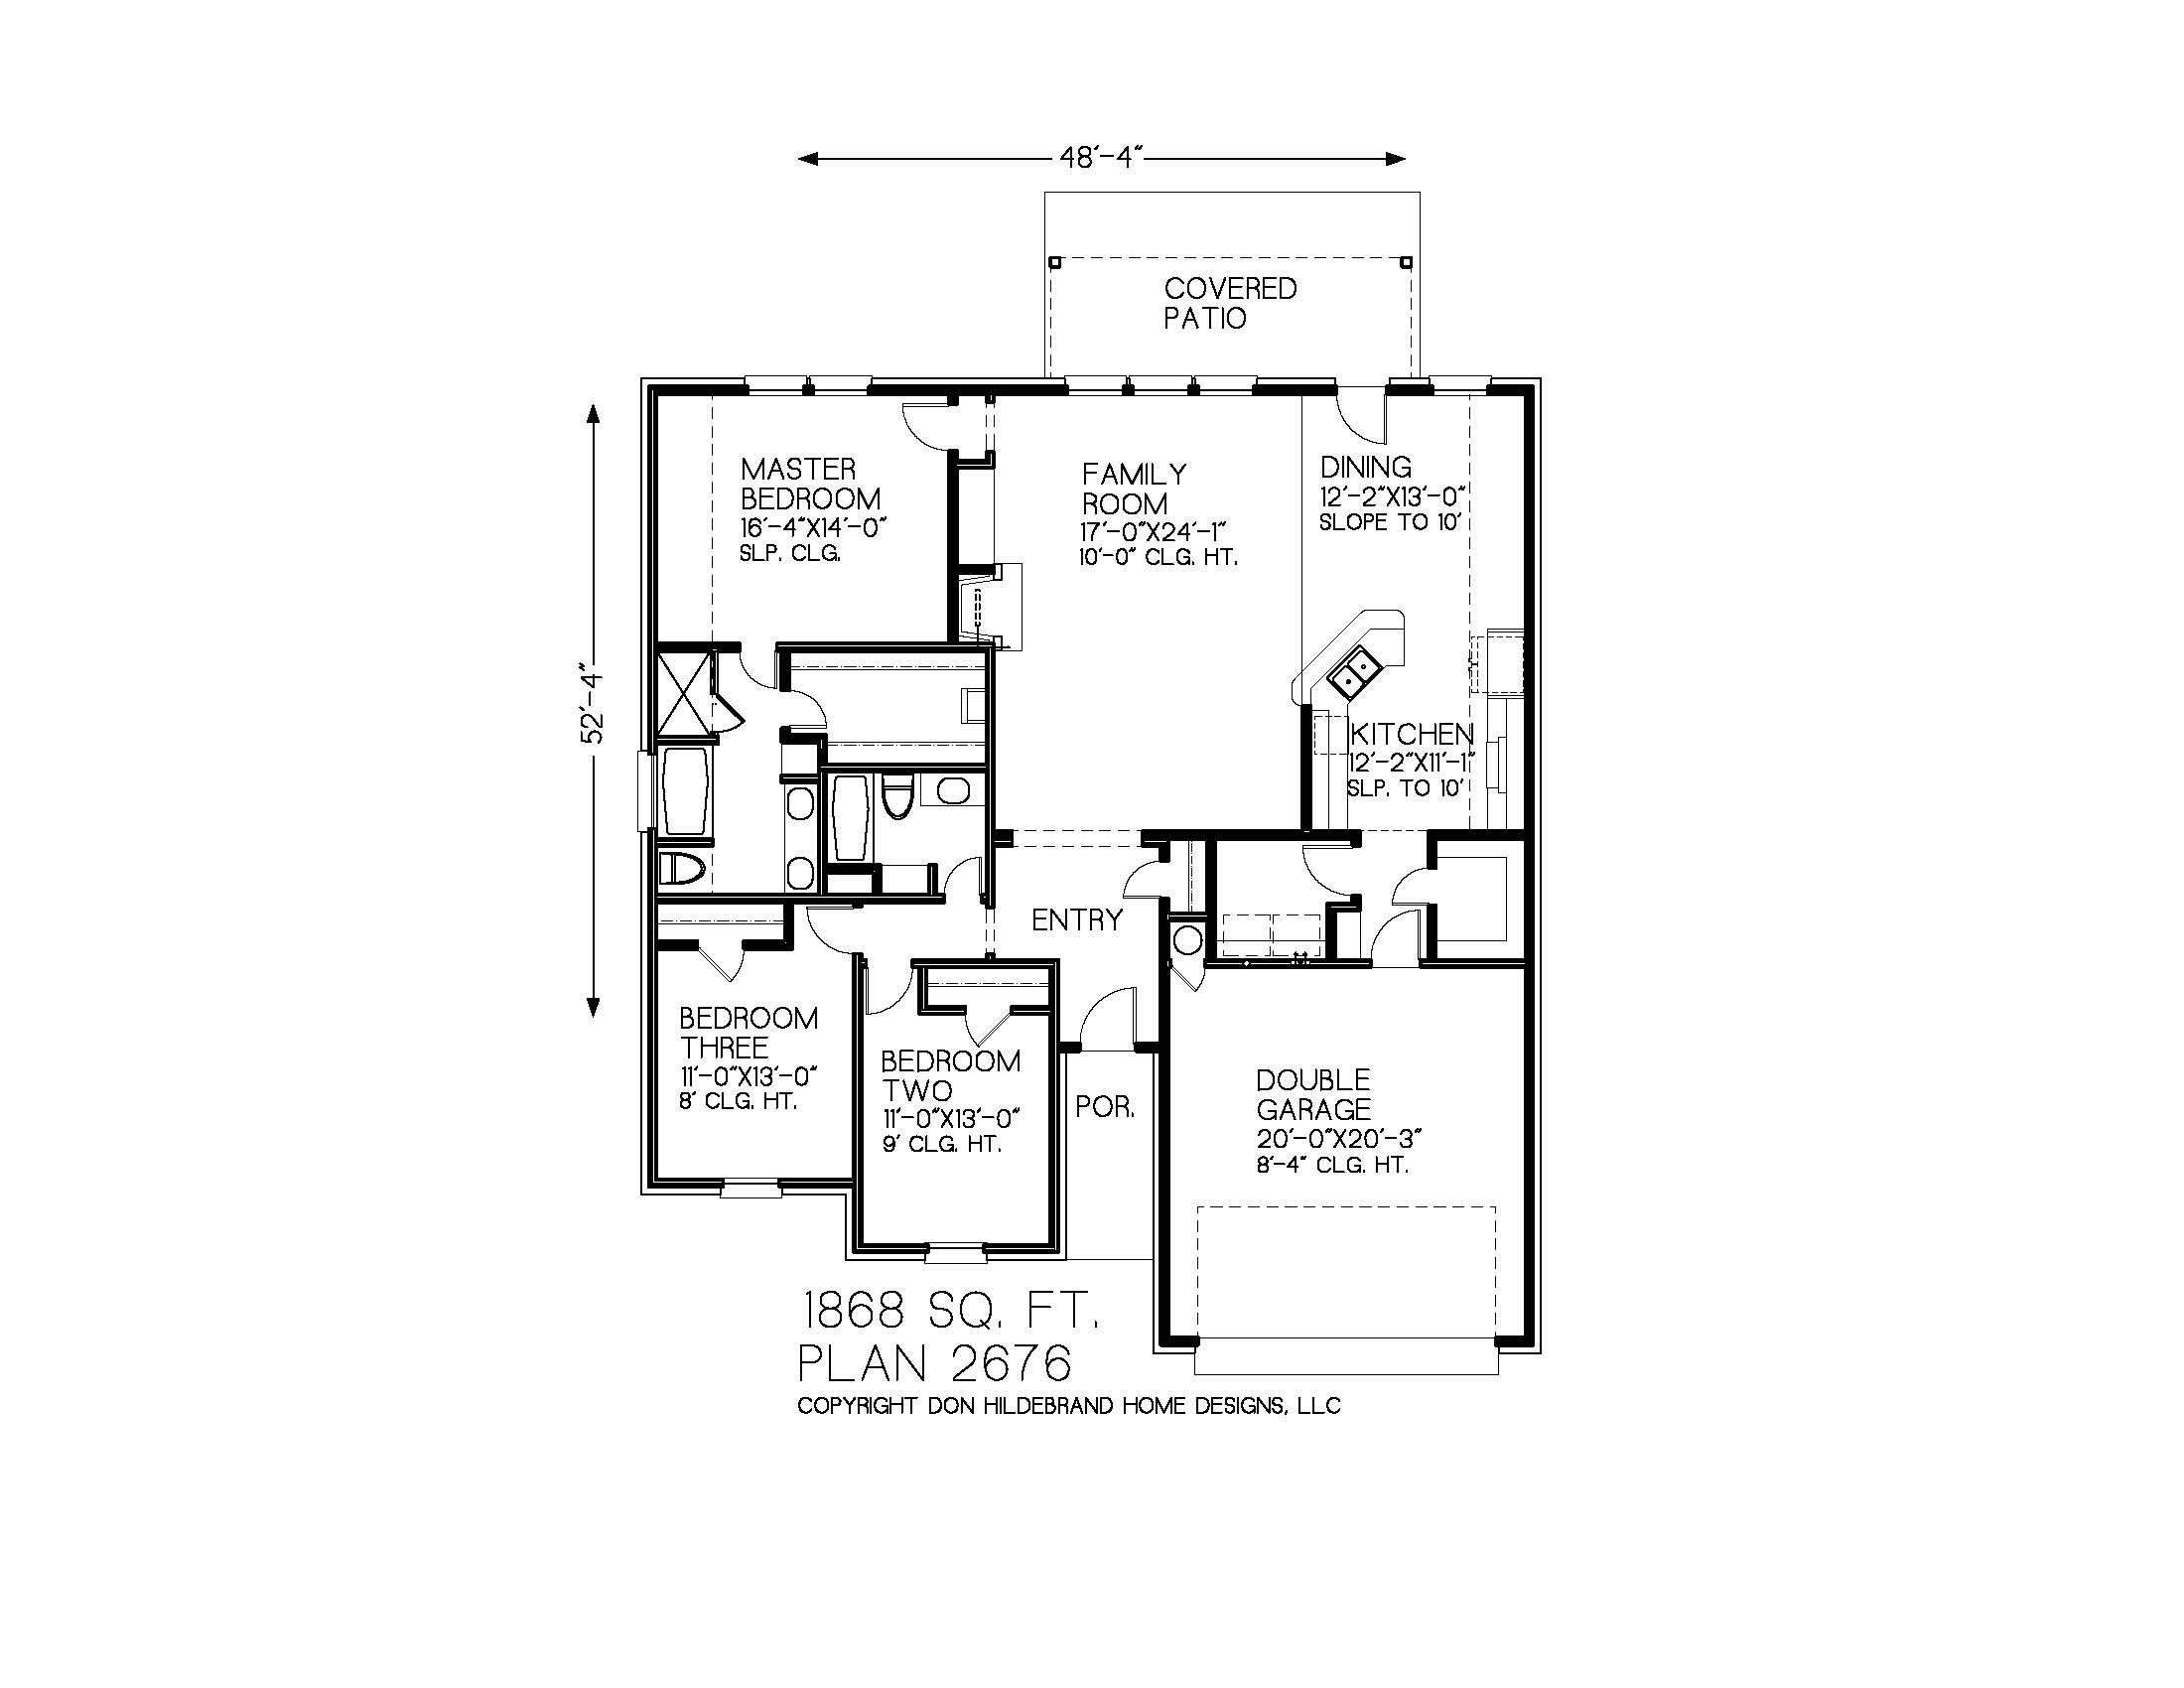 48'-4"
COVERED
PATIO
MASTER
BEDROOM
16'-4"X14'-0"
SLP. CLG.
FAMILY
ROOM
17'-0"X24'-1"
10'-0" CLG. HT.
DINING
12'-2"X13'-0"
SLOPE TO 10'
52'-4"
KITCHEN
12'-2"X11'-1"
SLP. TO 10'
ENTRY
BEDROOM
THREE
11'-0"X13'-0"
8' CLG. HT.
BEDROOM
TWO
11'-0"X13'-0"
9' CLG. HT.
POR.
DOUBLE
GARAGE
20'-0"X20'-3"
8'-4" CLG. HT.
1868 SQ. FT.
PLAN 2676
COPYRIGHT DON HILDEBRAND HOME DESIGNS, LLC